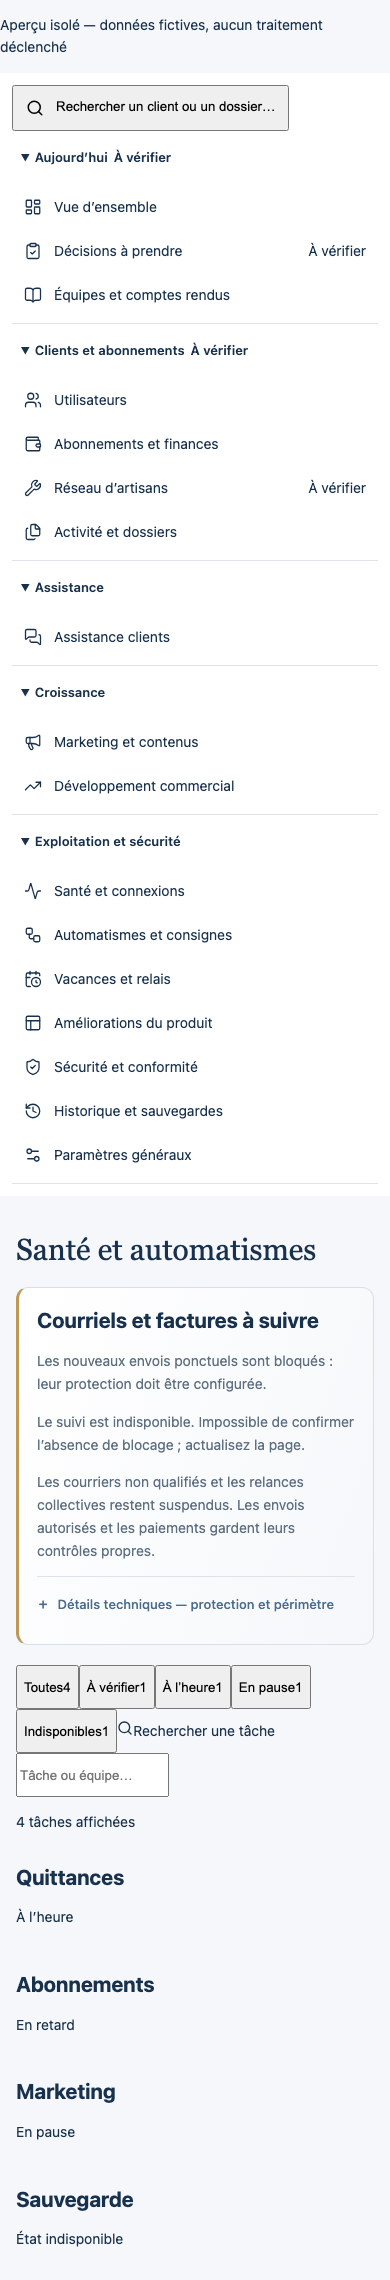 Aperçu isolé — données fictives, aucun traitement
déclenché
Rechercher un client ou un dossier…
Aujourd’hui À vérifier
Vue d’ensemble
Décisions à prendre À vérifier
Équipes et comptes rendus
Clients et abonnements À vérifier
Utilisateurs
Abonnements et finances
Réseau d’artisans À vérifier
Activité et dossiers
Assistance
Assistance clients
Croissance
Marketing et contenus
Développement commercial
Exploitation et sécurité
Santé et connexions
Automatismes et consignes
Vacances et relais
Améliorations du produit
Sécurité et conformité
Historique et sauvegardes
Paramètres généraux
Santé et automatismes
Courriels et factures à suivre
Les nouveaux envois ponctuels sont bloqués :
leur protection doit être configurée.
Le suivi est indisponible. Impossible de confirmer
l’absence de blocage ; actualisez la page.
Les courriers non qualifiés et les relances
collectives restent suspendus. Les envois
autorisés et les paiements gardent leurs
contrôles propres.
+ Détails techniques — protection et périmètre
Toutes4 À vérifier1 À l’heure1 En pause1
Indisponibles1 Rechercher une tâche
Tâche ou équipe…
4 tâches affichées
Quittances
À l’heure
Abonnements
En retard
Marketing
En pause
Sauvegarde
État indisponible